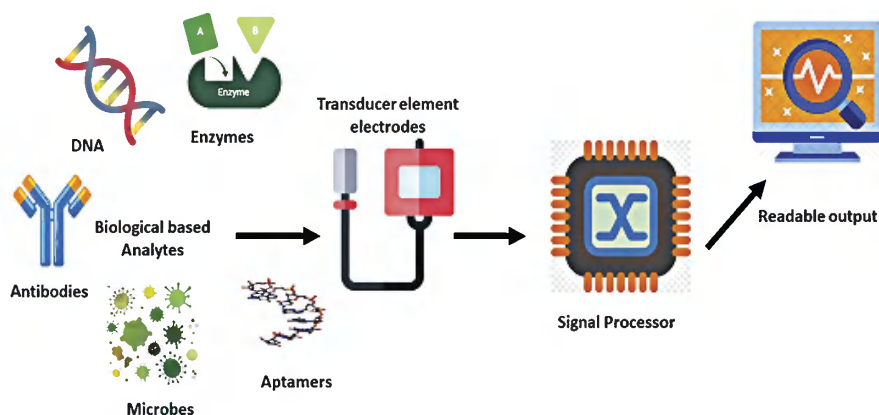 A
B
Enzyme
DNA
Enzymes
Transducer element
electrodes
Antibodies
Biological based
Analytes
Microbes
Aptamers
Signal Processor
Readable output